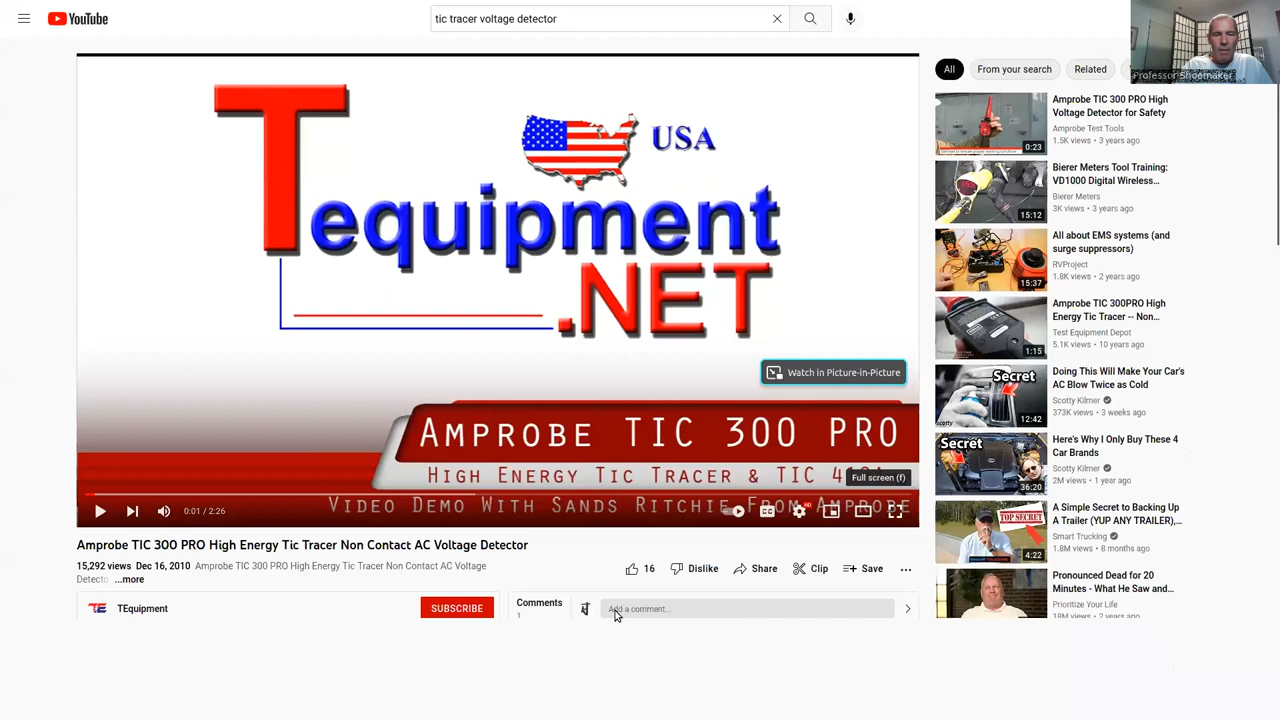 YouTube
tic tracer voltage detector
Professor Shoemaker
T
equipment
.NET
USA
Watch in Picture-in-Picture
AMPROBE TIC 300 PRO
HIGH ENERGY TIC TRACER & TIC
Full screen (f)
VIDEO DEMO WITH SANDS RITCHIE FROM AMPROBE
0:01 / 2:26
CC
HD
Amprobe TIC 300 PRO High Energy Tic Tracer Non Contact AC Voltage Detector
15,292 views Dec 16, 2010 Amprobe TIC 300 PRO High Energy Tic Tracer Non Contact AC Voltage
Detecto ...more
16
Dislike
Share
Clip
Save
TE
TEquipment
SUBSCRIBE
Comments
1
Add a comment...
All
From your search
Related
Amprobe TIC 300 PRO High
Voltage Detector for Safety
Amprobe Test Tools
1.5K views • 3 years ago
0:23
Bierer Meters Tool Training:
VD1000 Digital Wireless...
Bierer Meters
3K views • 3 years ago
15:12
All about EMS systems (and
surge suppressors)
RVProject
1.8K views • 2 years ago
15:37
Amprobe TIC 300PRO High
Energy Tic Tracer -- Non...
Test Equipment Depot
5.1K views • 10 years ago
1:15
Secret
scotty
Doing This Will Make Your Car's
AC Blow Twice as Cold
Scotty Kilmer
373K views • 3 weeks ago
12:42
Secret
Here's Why I Only Buy These 4
Car Brands
Scotty Kilmer
2M views • 1 year ago
36:20
TOP SECRET
A Simple Secret to Backing Up
A Trailer (YUP ANY TRAILER),...
Smart Trucking
1.8M views • 8 months ago
4:22
Pronounced Dead for 20
Minutes - What He Saw and...
Prioritize Your Life
18M views • 2 years ago